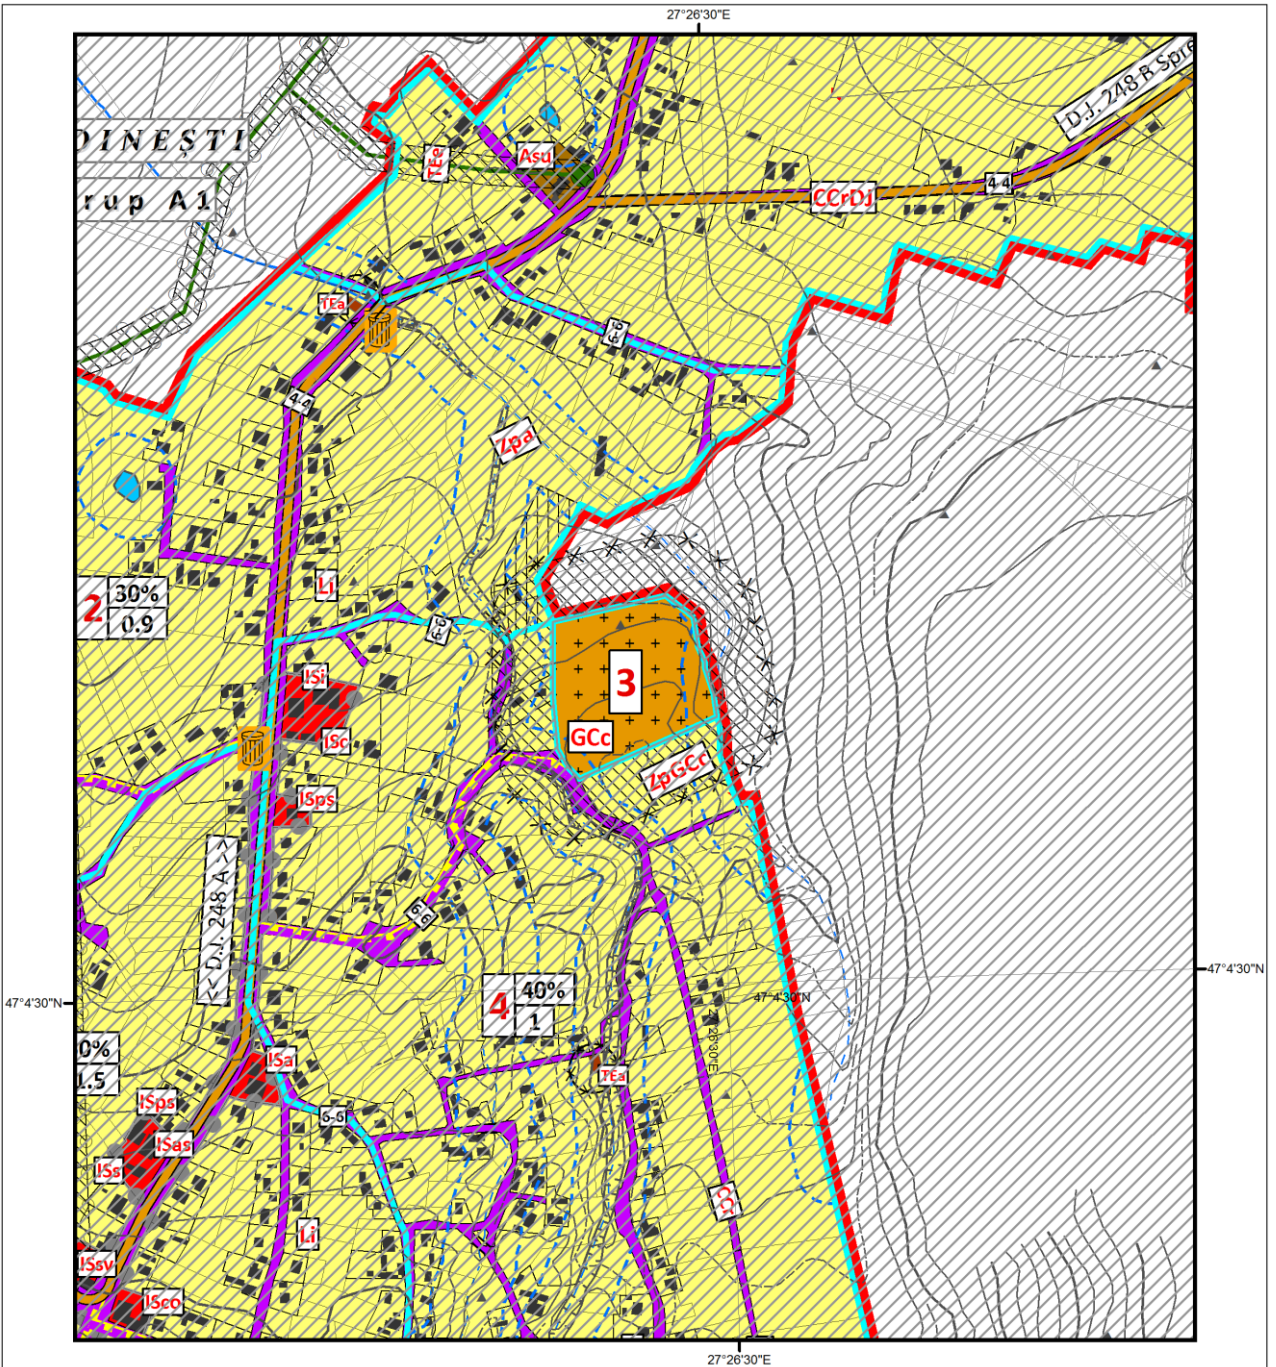 27°26'30"E
D.J. 248 B Spre
DINEȘTI
TEe
Asu
rup A1
4-4
CCrDJ
TEa
6-6
4-4
Zpa
2
30%
0.9
Li
6-6
ISi
3
ISc
GCc
ZpGCc
ISps
<< D.J. 248 A >>
6-6
47°4'30"N
4
40%
1
47°4'30"N
47°4'30"N
27°26'30"E
0%
1.5
ISa
TEa
ISps
6-6
ISas
ISs
CCr
Li
ISsv
ISco
27°26'30"E